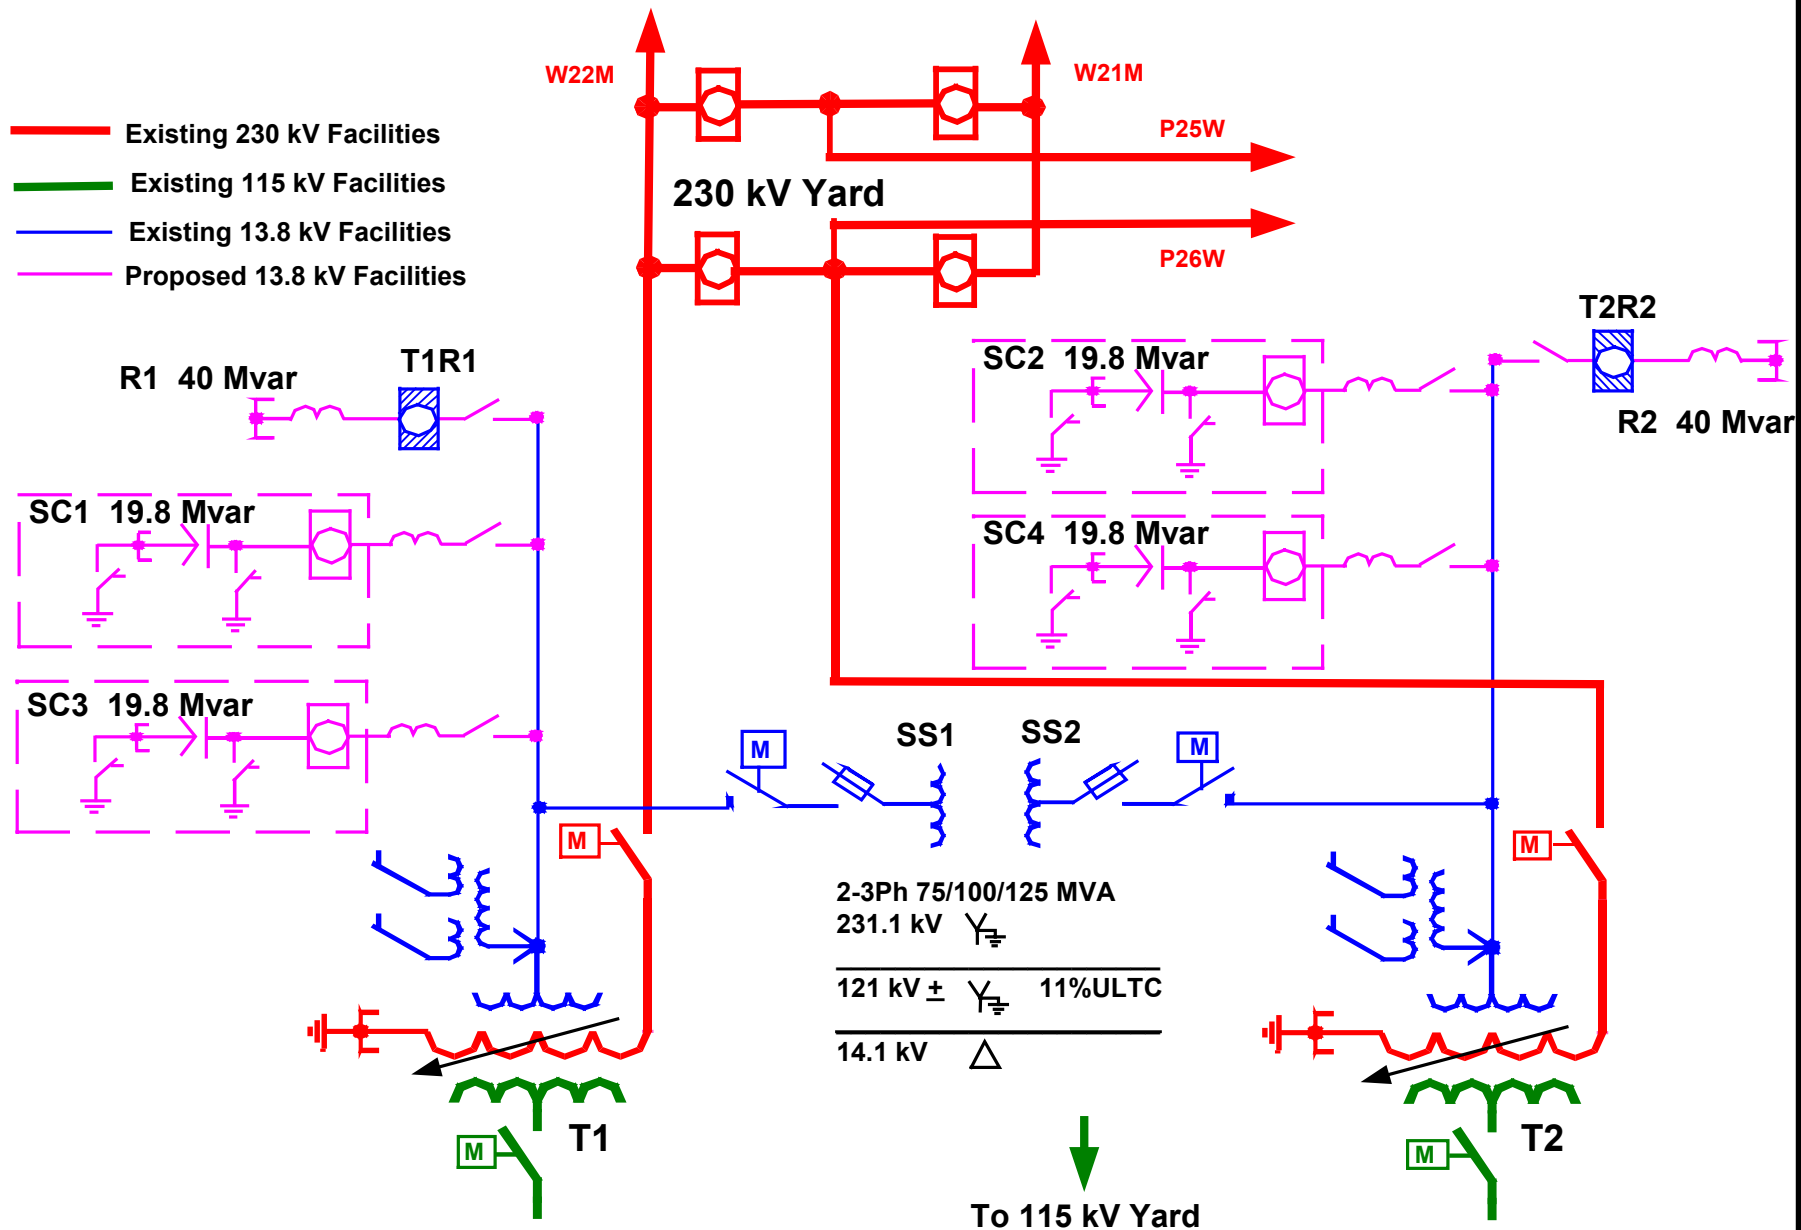 W22M
W21M
Existing 230 kV Facilities
P25W
Existing 115 kV Facilities
230 kV Yard
Existing 13.8 kV Facilities
P26W
Proposed 13.8 kV Facilities
T2R2
R1 40 Mvar
T1R1
SC2 19.8 Mvar
R2 40 Mvar
SC1 19.8 Mvar
SC4 19.8 Mvar
SC3 19.8 Mvar
M
SS1
SS2
M
M
M
2-3Ph 75/100/125 MVA
231.1 kV
121 kV ± 11%ULTC
14.1 kV
T1
T2
M
M
To 115 kV Yard